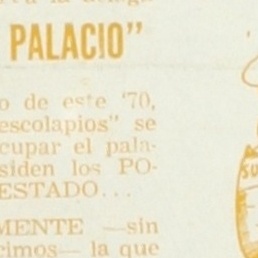 PALACIO”
o de este '70,
escolapios” se
cupar el pala-
siden los PO-
ESTADO...
MENTE —sin
cimos— la que